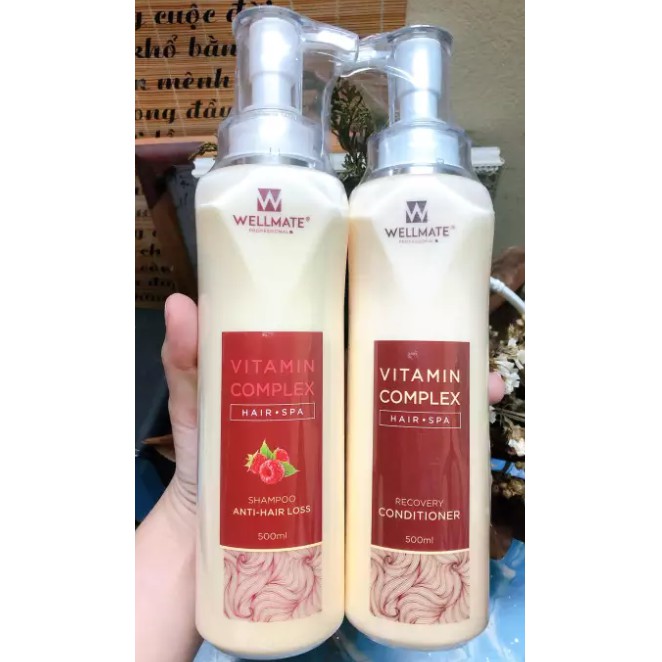 cuộc đời
khổ bằn
mênh
ong đầu
WELLMATE®
PROFESSIONAL
VITAMIN
COMPLEX
HAIR • SPA
SHAMPOO
ANTI-HAIR LOSS
500ml
WELLMATE®
PROFESSIONAL
VITAMIN
COMPLEX
HAIR • SPA
RECOVERY
CONDITIONER
500ml